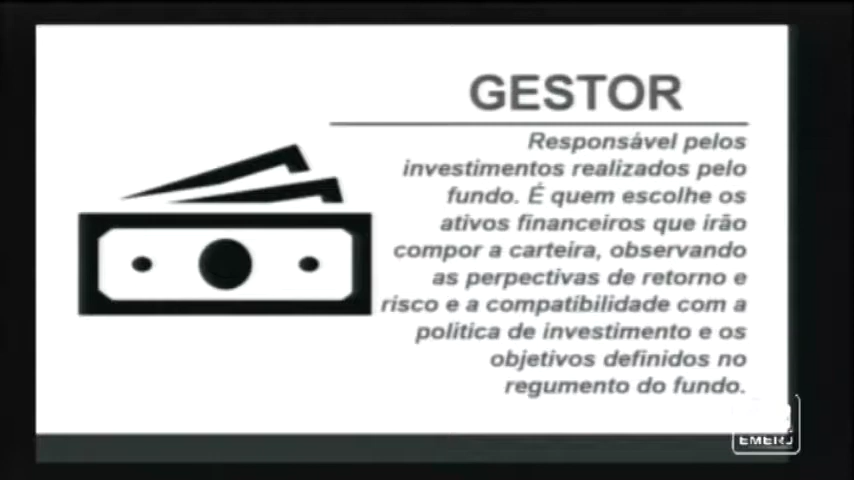 GESTOR
Responsável pelos
investimentos realizados pelo
fundo. É quem escolhe os
ativos financeiros que irão
compor a carteira, observando
as perpectivas de retorno e
risco e a compatibilidade com a
politica de investimento e os
objetivos definidos no
regumento do fundo.
EMERJ